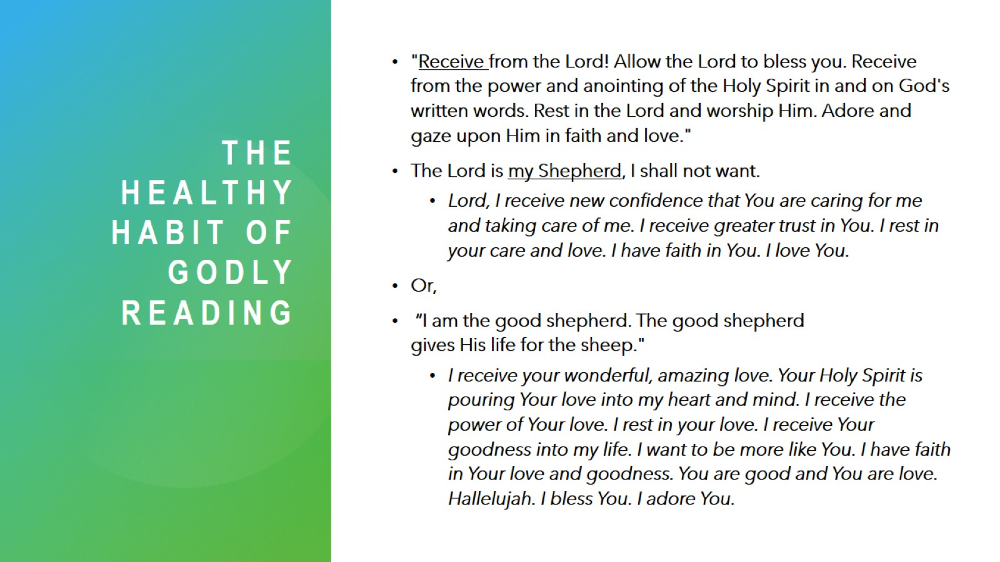 THE
HEALTHY
HABIT OF
GODLY
READING
• "Receive from the Lord! Allow the Lord to bless you. Receive
from the power and anointing of the Holy Spirit in and on God's
written words. Rest in the Lord and worship Him. Adore and
gaze upon Him in faith and love."
• The Lord is my Shepherd, I shall not want.
• Lord, I receive new confidence that You are caring for me
and taking care of me. I receive greater trust in You. I rest in
your care and love. I have faith in You. I love You.
• Or,
• “I am the good shepherd. The good shepherd
gives His life for the sheep."
• I receive your wonderful, amazing love. Your Holy Spirit is
pouring Your love into my heart and mind. I receive the
power of Your love. I rest in your love. I receive Your
goodness into my life. I want to be more like You. I have faith
in Your love and goodness. You are good and You are love.
Hallelujah. I bless You. I adore You.